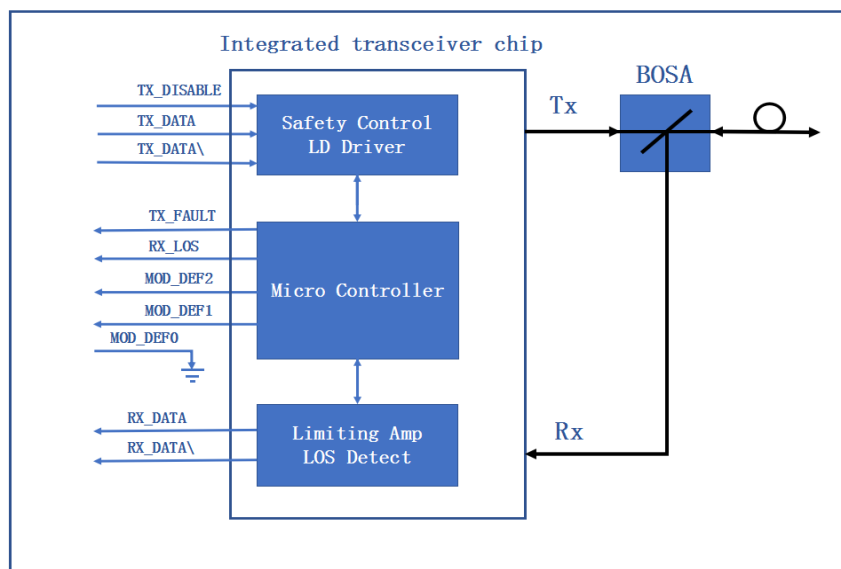 Integrated transceiver chip
BOSA
TX_DISABLE
TX_DATA
TX_DATA\
Safety Control
LD Driver
Tx
TX_FAULT
RX_LOS
MOD_DEF2
MOD_DEF1
MOD_DEF0
Micro Controller
RX_DATA
RX_DATA\
Limiting Amp
LOS Detect
Rx